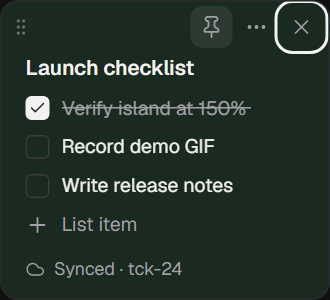 Launch checklist
Verify island at 150%
Record demo GIF
Write release notes
List item
Synced · tck-24